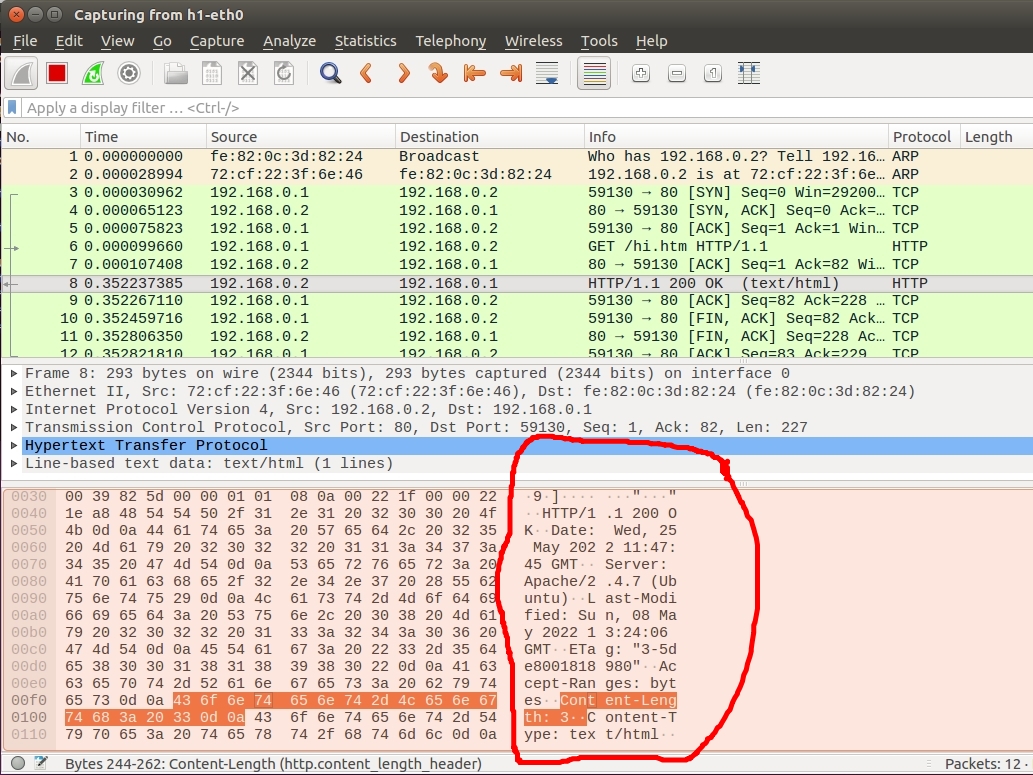 Capturing from h1-eth0
File Edit View Go Capture Analyze Statistics Telephony Wireless Tools Help
Apply a display filter … <Ctrl-/>
No. Time Source Destination Info Protocol Length
1 0.000000000 fe:82:0c:3d:82:24 Broadcast Who has 192.168.0.2? Tell 192.16… ARP
2 0.000028994 72:cf:22:3f:6e:46 fe:82:0c:3d:82:24 192.168.0.2 is at 72:cf:22:3f:6e… ARP
3 0.000030962 192.168.0.1 192.168.0.2 59130 → 80 [SYN] Seq=0 Win=29200… TCP
4 0.000065123 192.168.0.2 192.168.0.1 80 → 59130 [SYN, ACK] Seq=0 Ack=… TCP
5 0.000075823 192.168.0.1 192.168.0.2 59130 → 80 [ACK] Seq=1 Ack=1 Win… TCP
6 0.000099660 192.168.0.1 192.168.0.2 GET /hi.htm HTTP/1.1 HTTP
7 0.000107408 192.168.0.2 192.168.0.1 80 → 59130 [ACK] Seq=1 Ack=82 Wi… TCP
8 0.352237385 192.168.0.2 192.168.0.1 HTTP/1.1 200 OK (text/html) HTTP
9 0.352267110 192.168.0.1 192.168.0.2 59130 → 80 [ACK] Seq=82 Ack=228 … TCP
10 0.352459716 192.168.0.1 192.168.0.2 59130 → 80 [FIN, ACK] Seq=82 Ack… TCP
11 0.352806350 192.168.0.2 192.168.0.1 80 → 59130 [FIN, ACK] Seq=228 Ac… TCP
12 0.352821810 192.168.0.1 192.168.0.2 59130 → 80 [ACK] Seq=83 Ack=229 … TCP
Frame 8: 293 bytes on wire (2344 bits), 293 bytes captured (2344 bits) on interface 0
Ethernet II, Src: 72:cf:22:3f:6e:46 (72:cf:22:3f:6e:46), Dst: fe:82:0c:3d:82:24 (fe:82:0c:3d:82:24)
Internet Protocol Version 4, Src: 192.168.0.2, Dst: 192.168.0.1
Transmission Control Protocol, Src Port: 80, Dst Port: 59130, Seq: 1, Ack: 82, Len: 227
Hypertext Transfer Protocol
Line-based text data: text/html (1 lines)
0030 00 39 82 5d 00 00 01 01 08 0a 00 22 1f 00 00 22 ·9·]···· ···"···"
0040 1e a8 48 54 54 50 2f 31 2e 31 20 32 30 30 20 4f ··HTTP/1 .1 200 O
0050 4b 0d 0a 44 61 74 65 3a 20 57 65 64 2c 20 32 35 K··Date: Wed, 25
0060 20 4d 61 79 20 32 30 32 32 20 31 31 3a 34 37 3a May 202 2 11:47:
0070 34 35 20 47 4d 54 0d 0a 53 65 72 76 65 72 3a 20 45 GMT·· Server:
0080 41 70 61 63 68 65 2f 32 2e 34 2e 37 20 28 55 62 Apache/2 .4.7 (Ub
0090 75 6e 74 75 29 0d 0a 4c 61 73 74 2d 4d 6f 64 69 untu)··L ast-Modi
00a0 66 69 65 64 3a 20 53 75 6e 2c 20 30 38 20 4d 61 fied: Su n, 08 Ma
00b0 79 20 32 30 32 32 20 31 33 3a 32 34 3a 30 36 20 y 2022 1 3:24:06
00c0 47 4d 54 0d 0a 45 54 61 67 3a 20 22 33 2d 35 64 GMT··ETa g: "3-5d
00d0 65 38 30 30 31 38 31 38 39 38 30 22 0d 0a 41 63 e8001818 980"··Ac
00e0 63 65 70 74 2d 52 61 6e 67 65 73 3a 20 62 79 74 cept-Ran ges: byt
00f0 65 73 0d 0a 43 6f 6e 74 65 6e 74 2d 4c 65 6e 67 es··Cont ent-Leng
0100 74 68 3a 20 33 0d 0a 43 6f 6e 74 65 6e 74 2d 54 th: 3··C ontent-T
0110 79 70 65 3a 20 74 65 78 74 2f 68 74 6d 6c 0d 0a ype: tex t/html··
Bytes 244-262: Content-Length (http.content_length_header) Packets: 12 ·